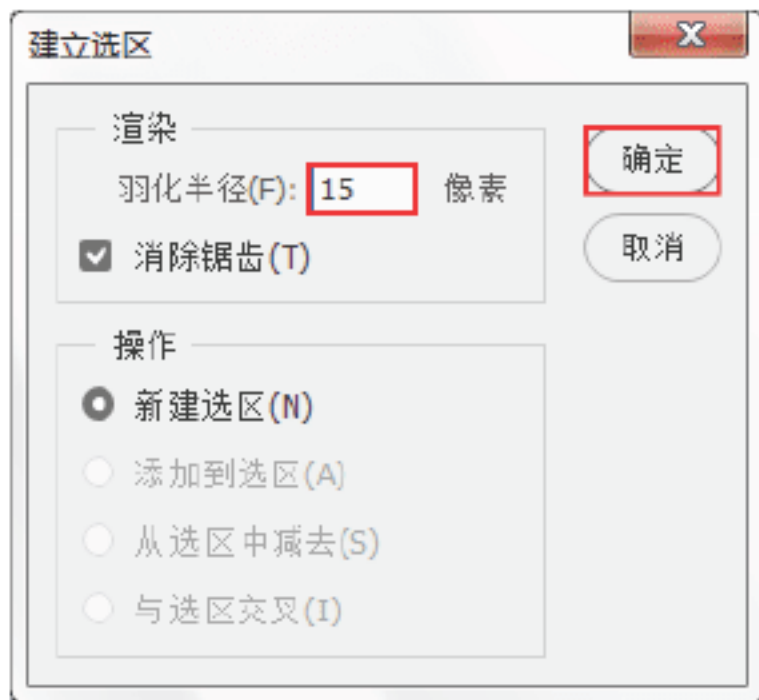 建立选区
渲染
羽化半径(F): 15 像素
消除锯齿(T)
确定
取消
操作
新建选区(N)
添加到选区(A)
从选区中减去(S)
与选区交叉(I)